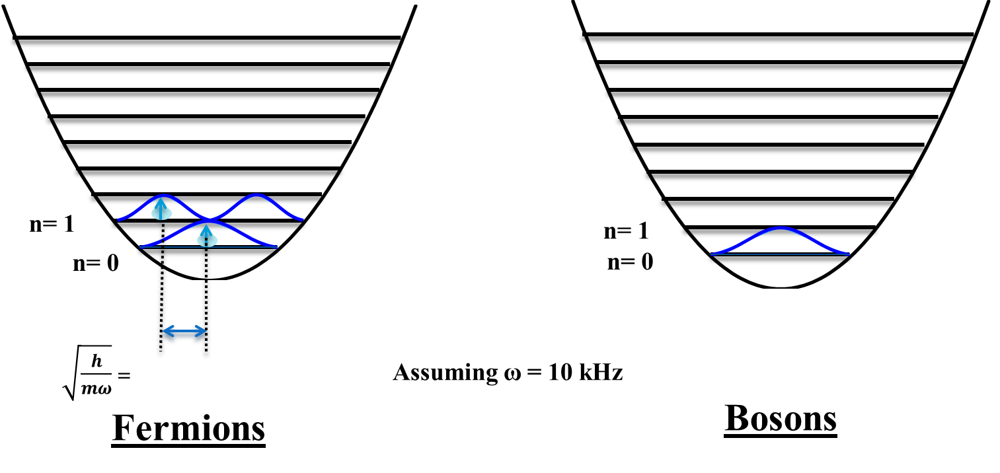 n= 1
n= 0
n= 1
n= 0
√(h/mω) =
Assuming ω = 10 kHz
Fermions
Bosons